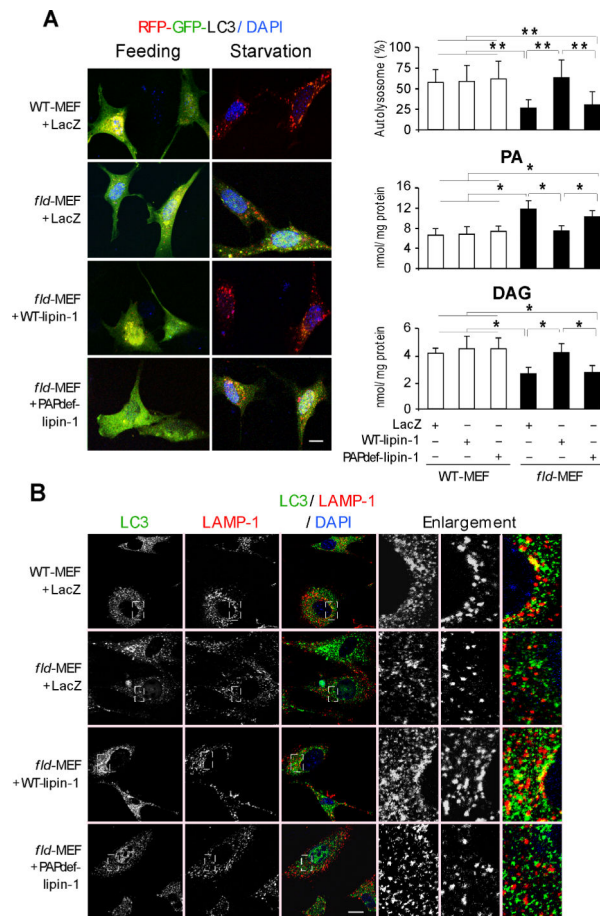 A
RFP-GFP-LC3/ DAPI
Feeding Starvation
WT-MEF
+LacZ
fld-MEF
+LacZ
fld-MEF
+WT-lipin-1
fld-MEF
+PAPdef-
lipin-1
**
** ** **
Autolysosome (%)
100
75
50
25
0
PA
*
* * *
nmol/ mg protein
16
12
8
4
0
DAG
*
* * *
nmol/ mg protein
6
4
2
0
LacZ + – – + – –
WT-lipin-1 – + – – + –
PAPdef-lipin-1 – – + – – +
WT-MEF fld-MEF
B
LC3/ LAMP-1
LC3 LAMP-1 / DAPI Enlargement
WT-MEF
+LacZ
fld-MEF
+LacZ
fld-MEF
+WT-lipin-1
fld-MEF
+PAPdef-
lipin-1